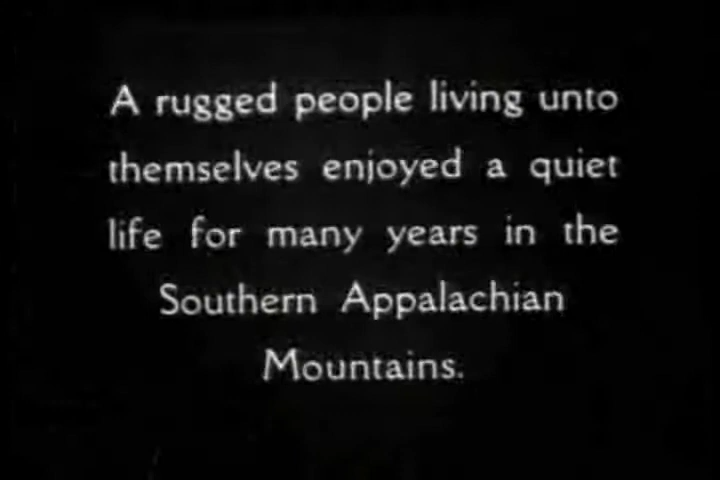 A rugged people living unto
themselves enjoyed a quiet
life for many years in the
Southern Appalachian
Mountains.